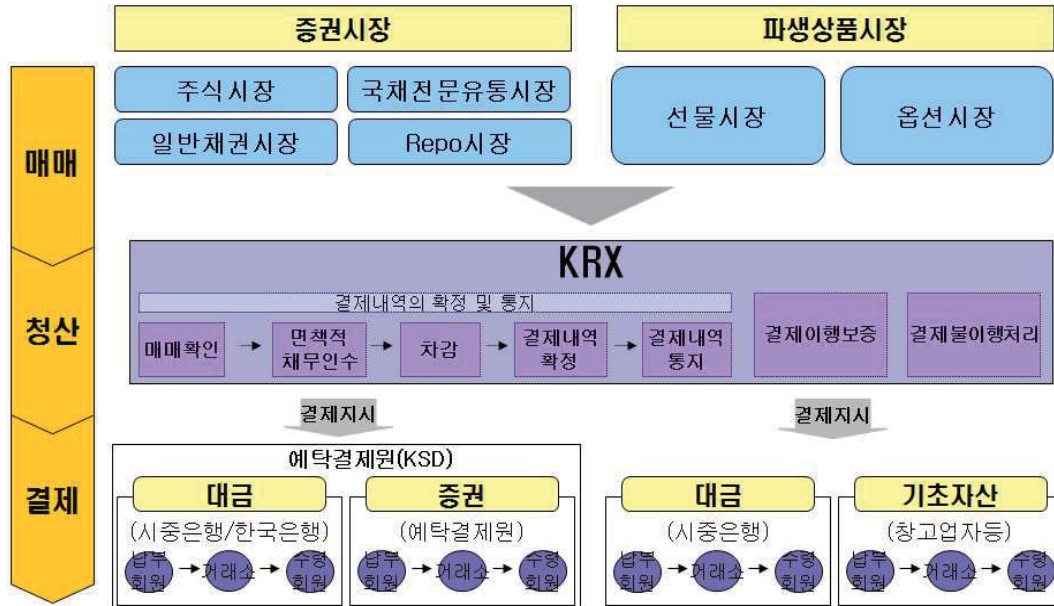 증권시장
파생상품시장
매매
주식시장
국채전문유통시장
일반채권시장
Repo시장
선물시장
옵션시장
청산
KRX
결제내역의 확정 및 통지
매매확인
면책적
채무인수
차감
결제내역
확정
결제내역
통지
결제이행보증
결제불이행처리
결제지시
결제지시
결제
예탁결제원(KSD)
대금
(시중은행/한국은행)
납부
회원
거래소
수령
회원
증권
(예탁결제원)
납부
회원
거래소
수령
회원
대금
(시중은행)
납부
회원
거래소
수령
회원
기초자산
(창고업자등)
납부
회원
거래소
수령
회원